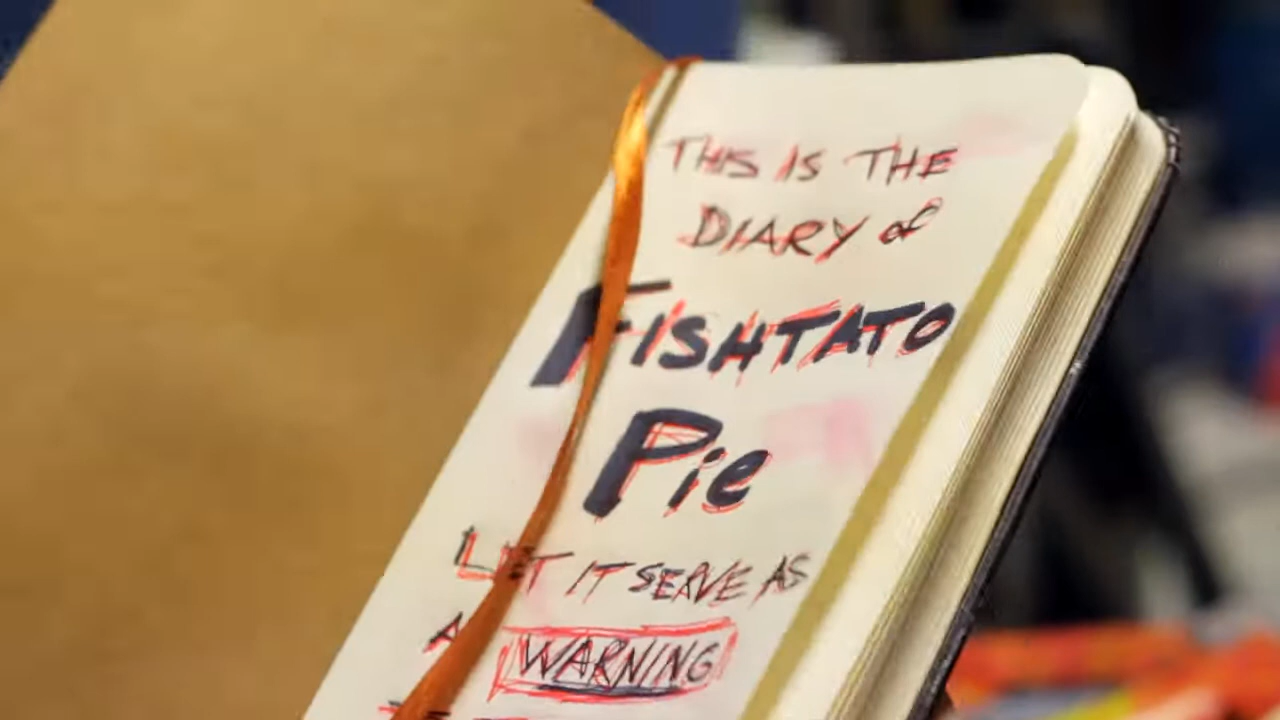 THIS IS THE
DIARY of
FISHTATO
Pie
LET IT SERVE AS
A WARNING